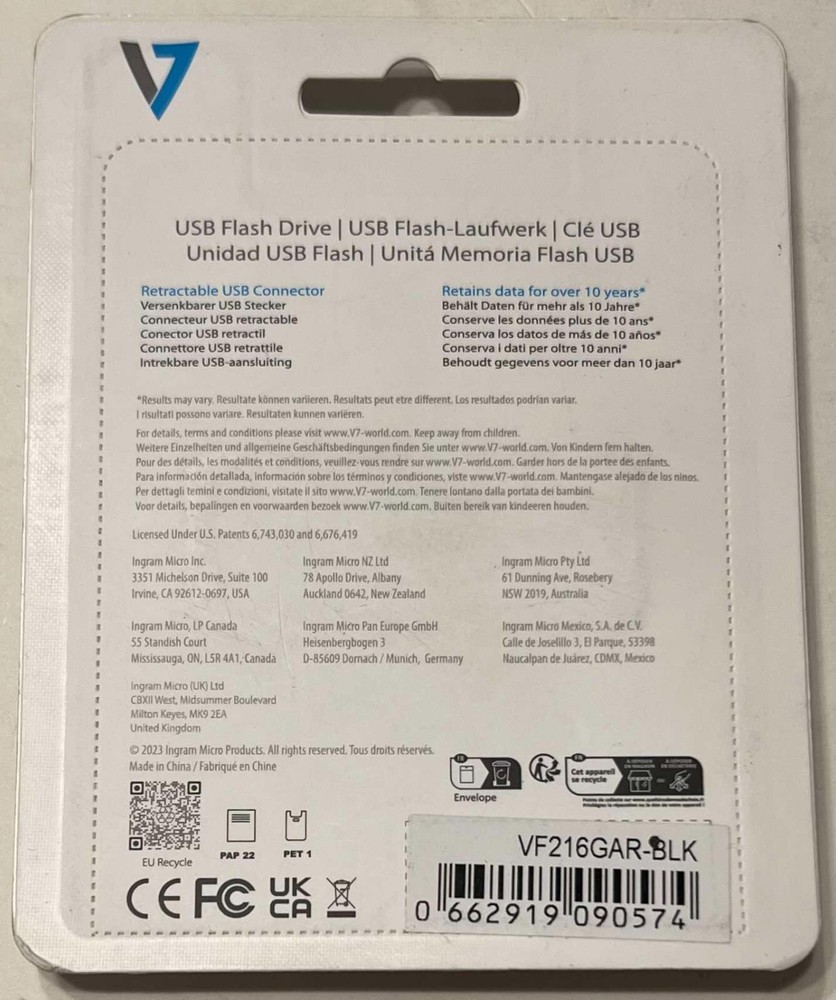 V7
USB Flash Drive | USB Flash-Laufwerk | Clé USB
Unidad USB Flash | Unitá Memoria Flash USB
Retractable USB Connector
Versenkbarer USB Stecker
Connecteur USB retractable
Conector USB retractil
Connettore USB retrattile
Intrekbare USB-aansluiting
Retains data for over 10 years*
Behält Daten für mehr als 10 Jahre*
Conserve les données plus de 10 ans*
Conserva los datos de más de 10 años*
Conserva i dati per oltre 10 anni*
Behoudt gegevens voor meer dan 10 jaar*
*Results may vary. Resultate können variieren. Resultats peut etre different. Los resultados podrían variar.
I risultati possono variare. Resultaten kunnen variëren.
For details, terms and conditions please visit www.V7-world.com. Keep away from children.
Weitere Einzelheiten und allgemeine Geschäftsbedingungen finden Sie unter www.V7-world.com. Von Kindern fern halten.
Pour des détails, les modalités et conditions, veuillez-vous rendre sur www.V7-world.com. Garder hors de la portee des enfants.
Para información detallada, información sobre los términos y condiciones, viste www.V7-world.com. Mantengase alejado de los ninos.
Per dettagli temini e condizioni, visitate il sito www.V7-world.com. Tenere lontano dalla portata dei bambini.
Voor details, bepalingen en voorwaarden bezoek www.V7-world.com. Buiten bereik van kindeeren houden.
Licensed Under U.S. Patents 6,743,030 and 6,676,419
Ingram Micro Inc.
3351 Michelson Drive, Suite 100
Irvine, CA 92612-0697, USA
Ingram Micro NZ Ltd
78 Apollo Drive, Albany
Auckland 0642, New Zealand
Ingram Micro Pty Ltd
61 Dunning Ave, Rosebery
NSW 2019, Australia
Ingram Micro, LP Canada
55 Standish Court
Mississauga, ON, L5R 4A1, Canada
Ingram Micro Pan Europe GmbH
Heisenbergbogen 3
D-85609 Dornach / Munich, Germany
Ingram Micro Mexico, S.A. de C.V.
Calle de Joselillo 3, El Parque, 53398
Naucalpan de Juárez, CDMX, Mexico
Ingram Micro (UK) Ltd
CBXII West, Midsummer Boulevard
Milton Keyes, MK9 2EA
United Kingdom
© 2023 Ingram Micro Products. All rights reserved. Tous droits réservés.
Made in China / Fabriqué en Chine
FR
Envelope
FR
Cet appareil
se recycle
À DÉPOSER
EN MAGASIN
À DÉPOSER
EN DÉCHÈTERIE
EU Recycle
PAP 22
PET 1
CE FC UK
CA
VF216GAR-BLK
0 662919 090574